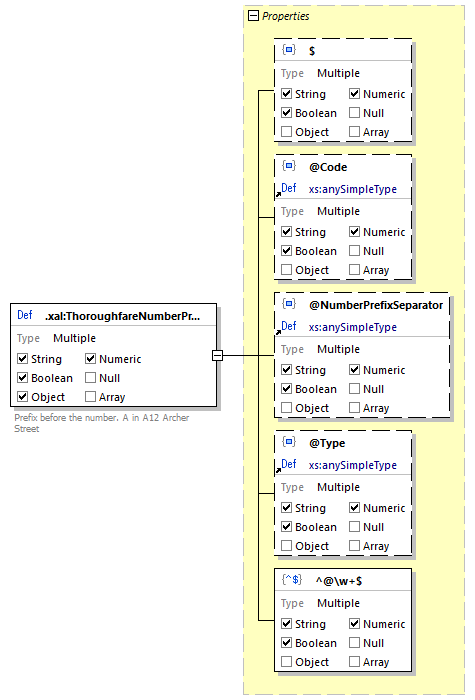 Properties
{} $
Type Multiple
String Numeric
Boolean Null
Object Array
{} @Code
Def xs:anySimpleType
Type Multiple
String Numeric
Boolean Null
Object Array
{} @NumberPrefixSeparator
Def xs:anySimpleType
Type Multiple
String Numeric
Boolean Null
Object Array
Def .xal:ThoroughfareNumberPr...
Type Multiple
String Numeric
Boolean Null
Object Array
Prefix before the number. A in A12 Archer
Street
{} @Type
Def xs:anySimpleType
Type Multiple
String Numeric
Boolean Null
Object Array
{^$} ^@\w+$
Type Multiple
String Numeric
Boolean Null
Object Array